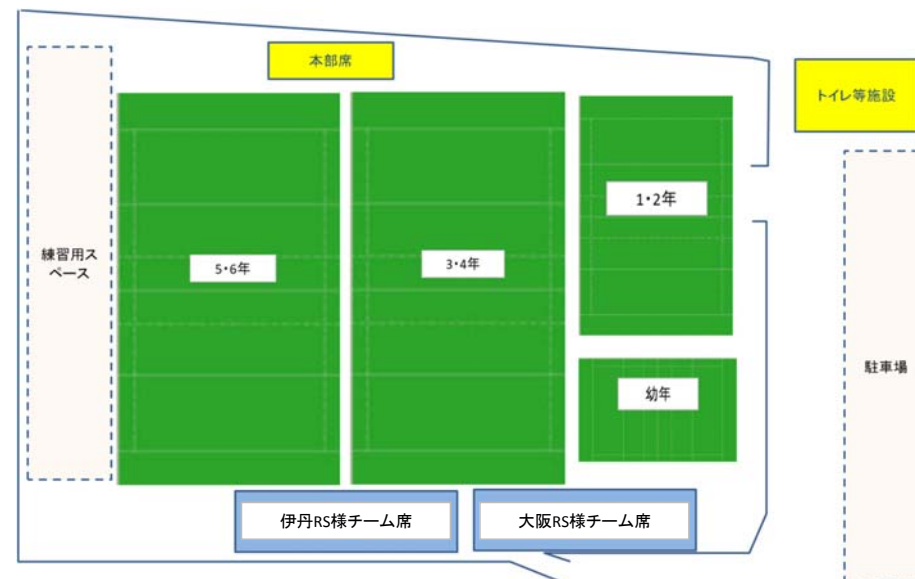 本部席
トイレ等施設
1・2年
練習用ス
ペース
5・6年
3・4年
駐車場
幼年
伊丹RS様チーム席
大阪RS様チーム席